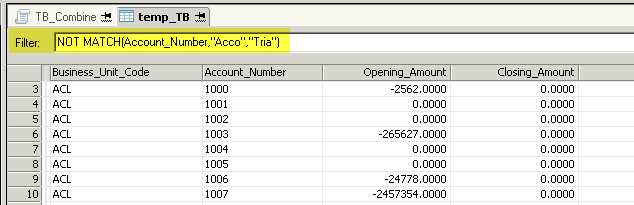 TB_Combine temp_TB
Filter: NOT MATCH(Account_Number,"Acco","Tria")
Business_Unit_Code Account_Number Opening_Amount Closing_Amount
3 ACL 1000 -2562.0000 0.0000
4 ACL 1001 0.0000 0.0000
5 ACL 1002 0.0000 0.0000
6 ACL 1003 -265627.0000 0.0000
7 ACL 1004 0.0000 0.0000
8 ACL 1005 0.0000 0.0000
9 ACL 1006 -24778.0000 0.0000
10 ACL 1007 -2457354.0000 0.0000